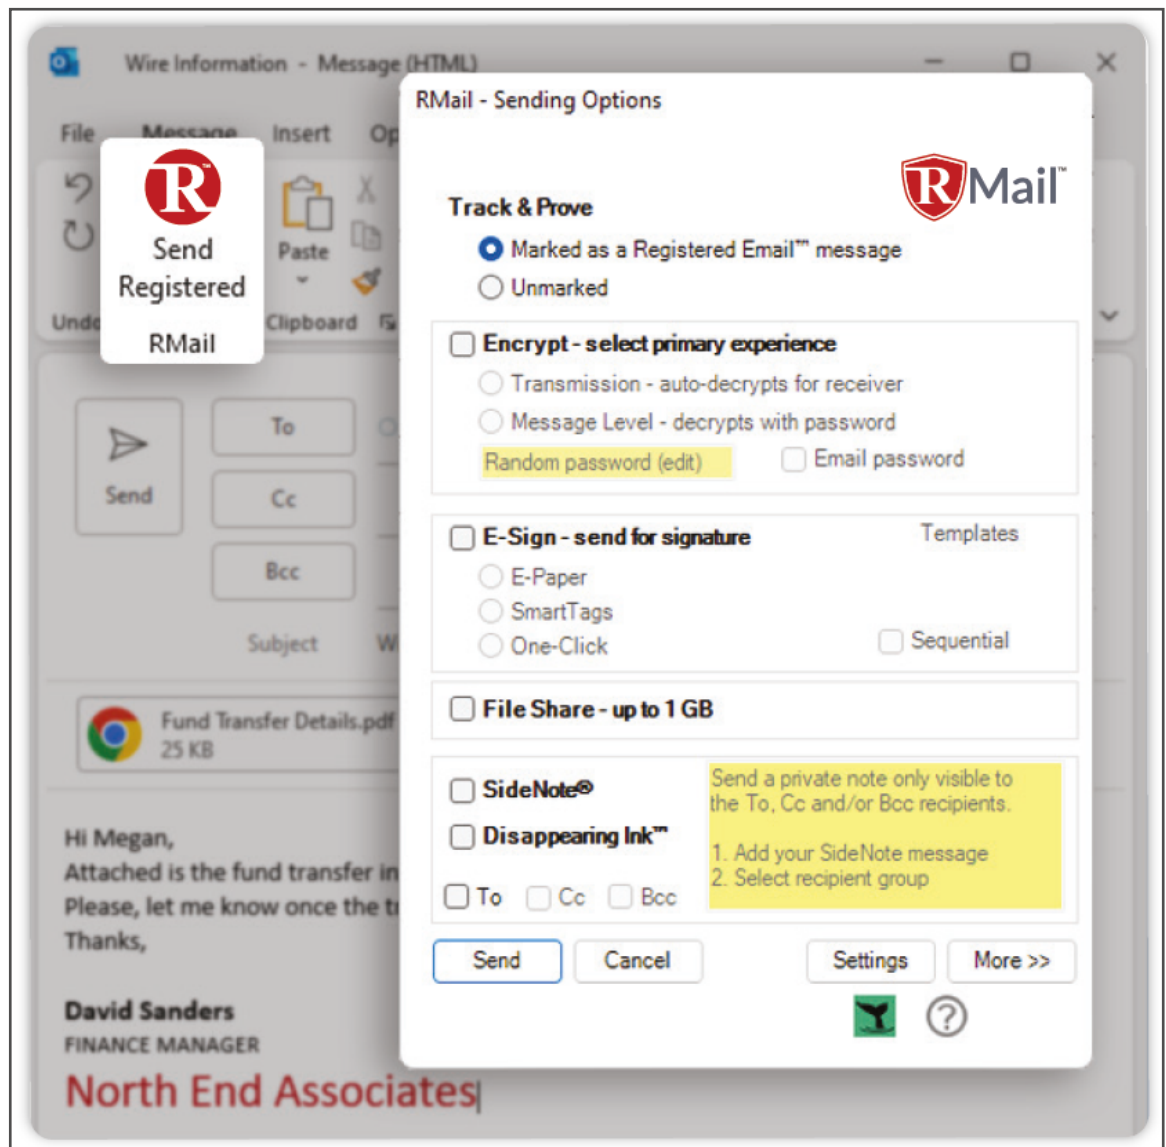 Wire Information - Message (HTML)
RMail - Sending Options
File Message Insert Op
R™
Send
Registered
RMail
Paste
Undo
Clipboard
RMail™
Track & Prove
Marked as a Registered Email™ message
Unmarked
Encrypt - select primary experience
Transmission - auto-decrypts for receiver
Message Level - decrypts with password
Random password (edit)
Email password
E-Sign - send for signature
Templates
E-Paper
SmartTags
One-Click
Sequential
File Share - up to 1 GB
SideNote®
Disappearing Ink™
To Cc Bcc
Send a private note only visible to
the To, Cc and/or Bcc recipients.
1. Add your SideNote message
2. Select recipient group
Send Cancel Settings More >>
?
Send
To
Cc
Bcc
Subject
Wi
Fund Transfer Details.pdf
25 KB
Hi Megan,
Attached is the fund transfer in
Please, let me know once the tr
Thanks,
David Sanders
FINANCE MANAGER
North End Associates